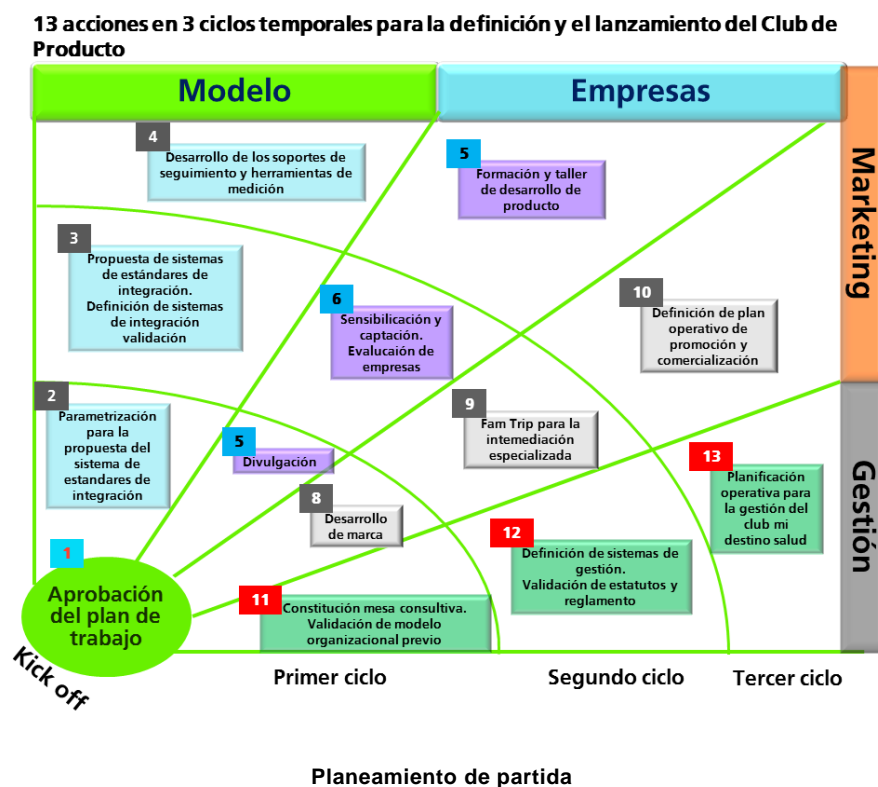 13 acciones en 3 ciclos temporales para la definición y el lanzamiento del Club de
Producto
Modelo
Empresas
Marketing
Gestión
4
Desarrollo de los soportes de
seguimiento y herramientas de
medición
5
Formación y taller
de desarrollo de
producto
3
Propuesta de sistemas
de estándares de
integración.
Definición de sistemas
de integración
validación
6
Sensibilicación y
captación.
Evalucaión de
empresas
10
Definición de plan
operativo de
promoción y
comercialización
2
Parametrización
para la
propuesta del
sistema de
estandares de
integración
5
Divulgación
9
Fam Trip para la
intemediación
especializada
8
Desarrollo
de marca
13
Planificación
operativa para
la gestión del
club mi
destino salud
12
Definición de sistemas de
gestión.
Validación de estatutos y
reglamento
1
Aprobación
del plan de
trabajo
11
Constitución mesa consultiva.
Validación de modelo
organizacional previo
Kick off
Primer ciclo
Segundo ciclo
Tercer ciclo
Planeamiento de partida